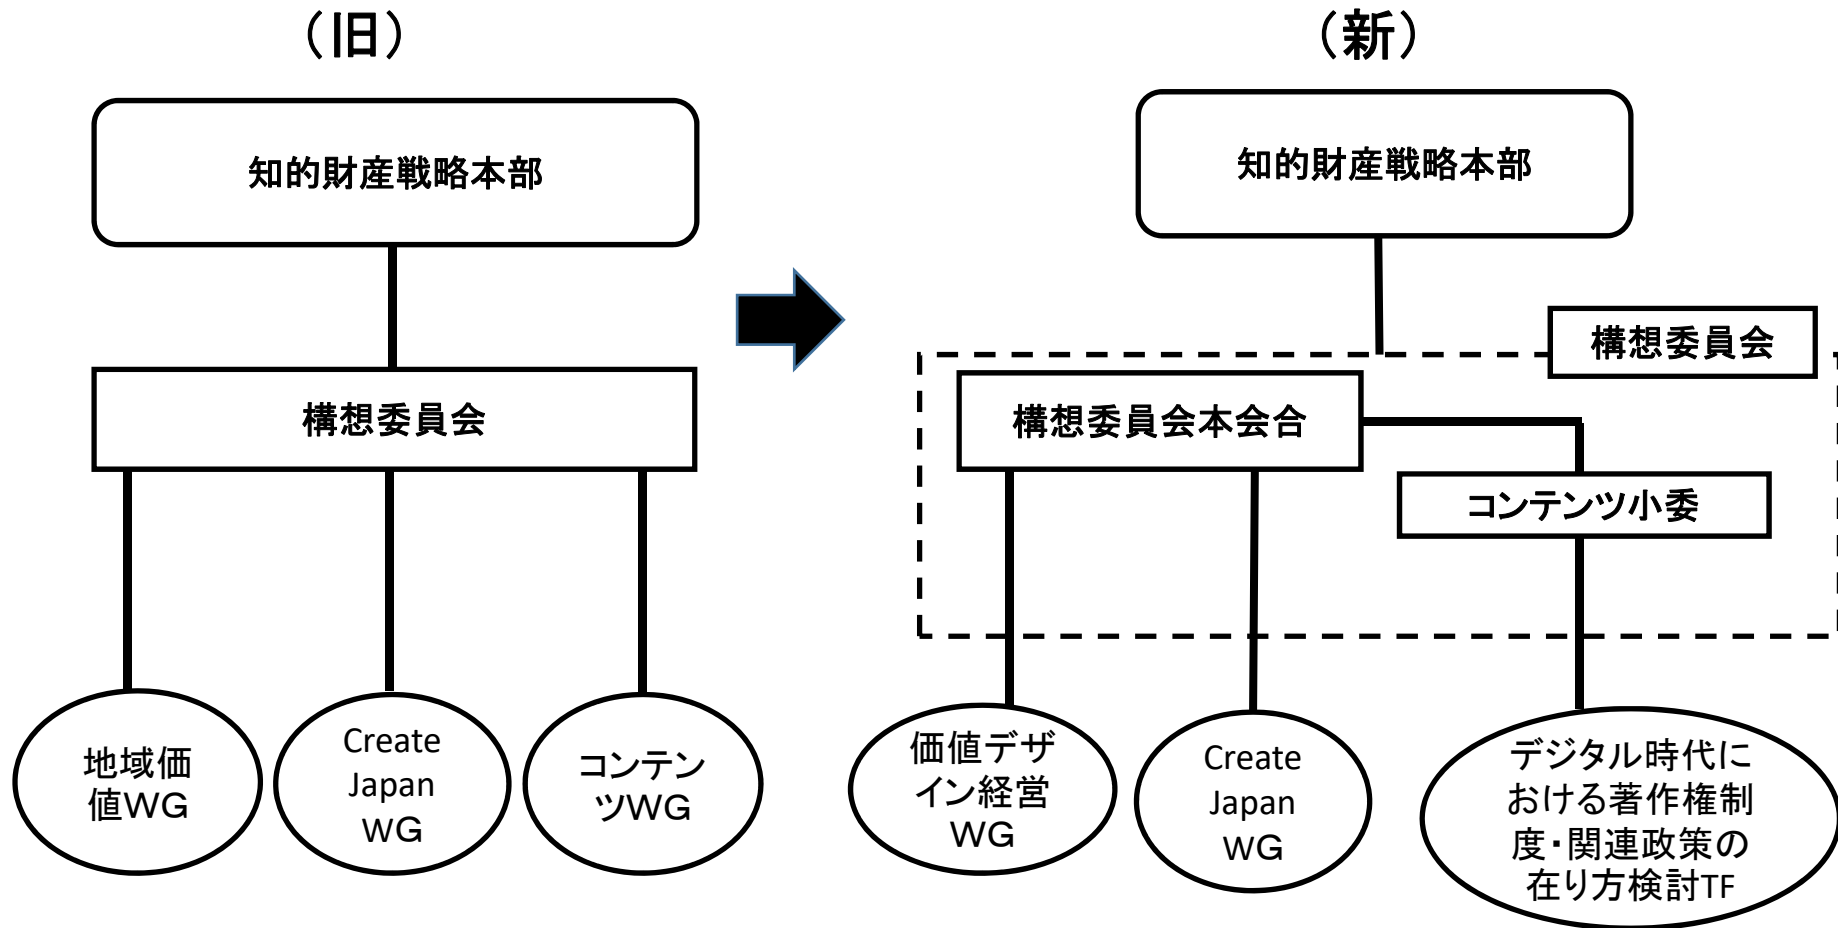 （旧）
知的財産戦略本部
構想委員会
地域価
値WG
Create
Japan
WG
コンテン
ツWG
（新）
知的財産戦略本部
構想委員会
構想委員会本会合
コンテンツ小委
価値デザ
イン経営
WG
Create
Japan
WG
デジタル時代に
おける著作権制
度・関連政策の
在り方検討TF